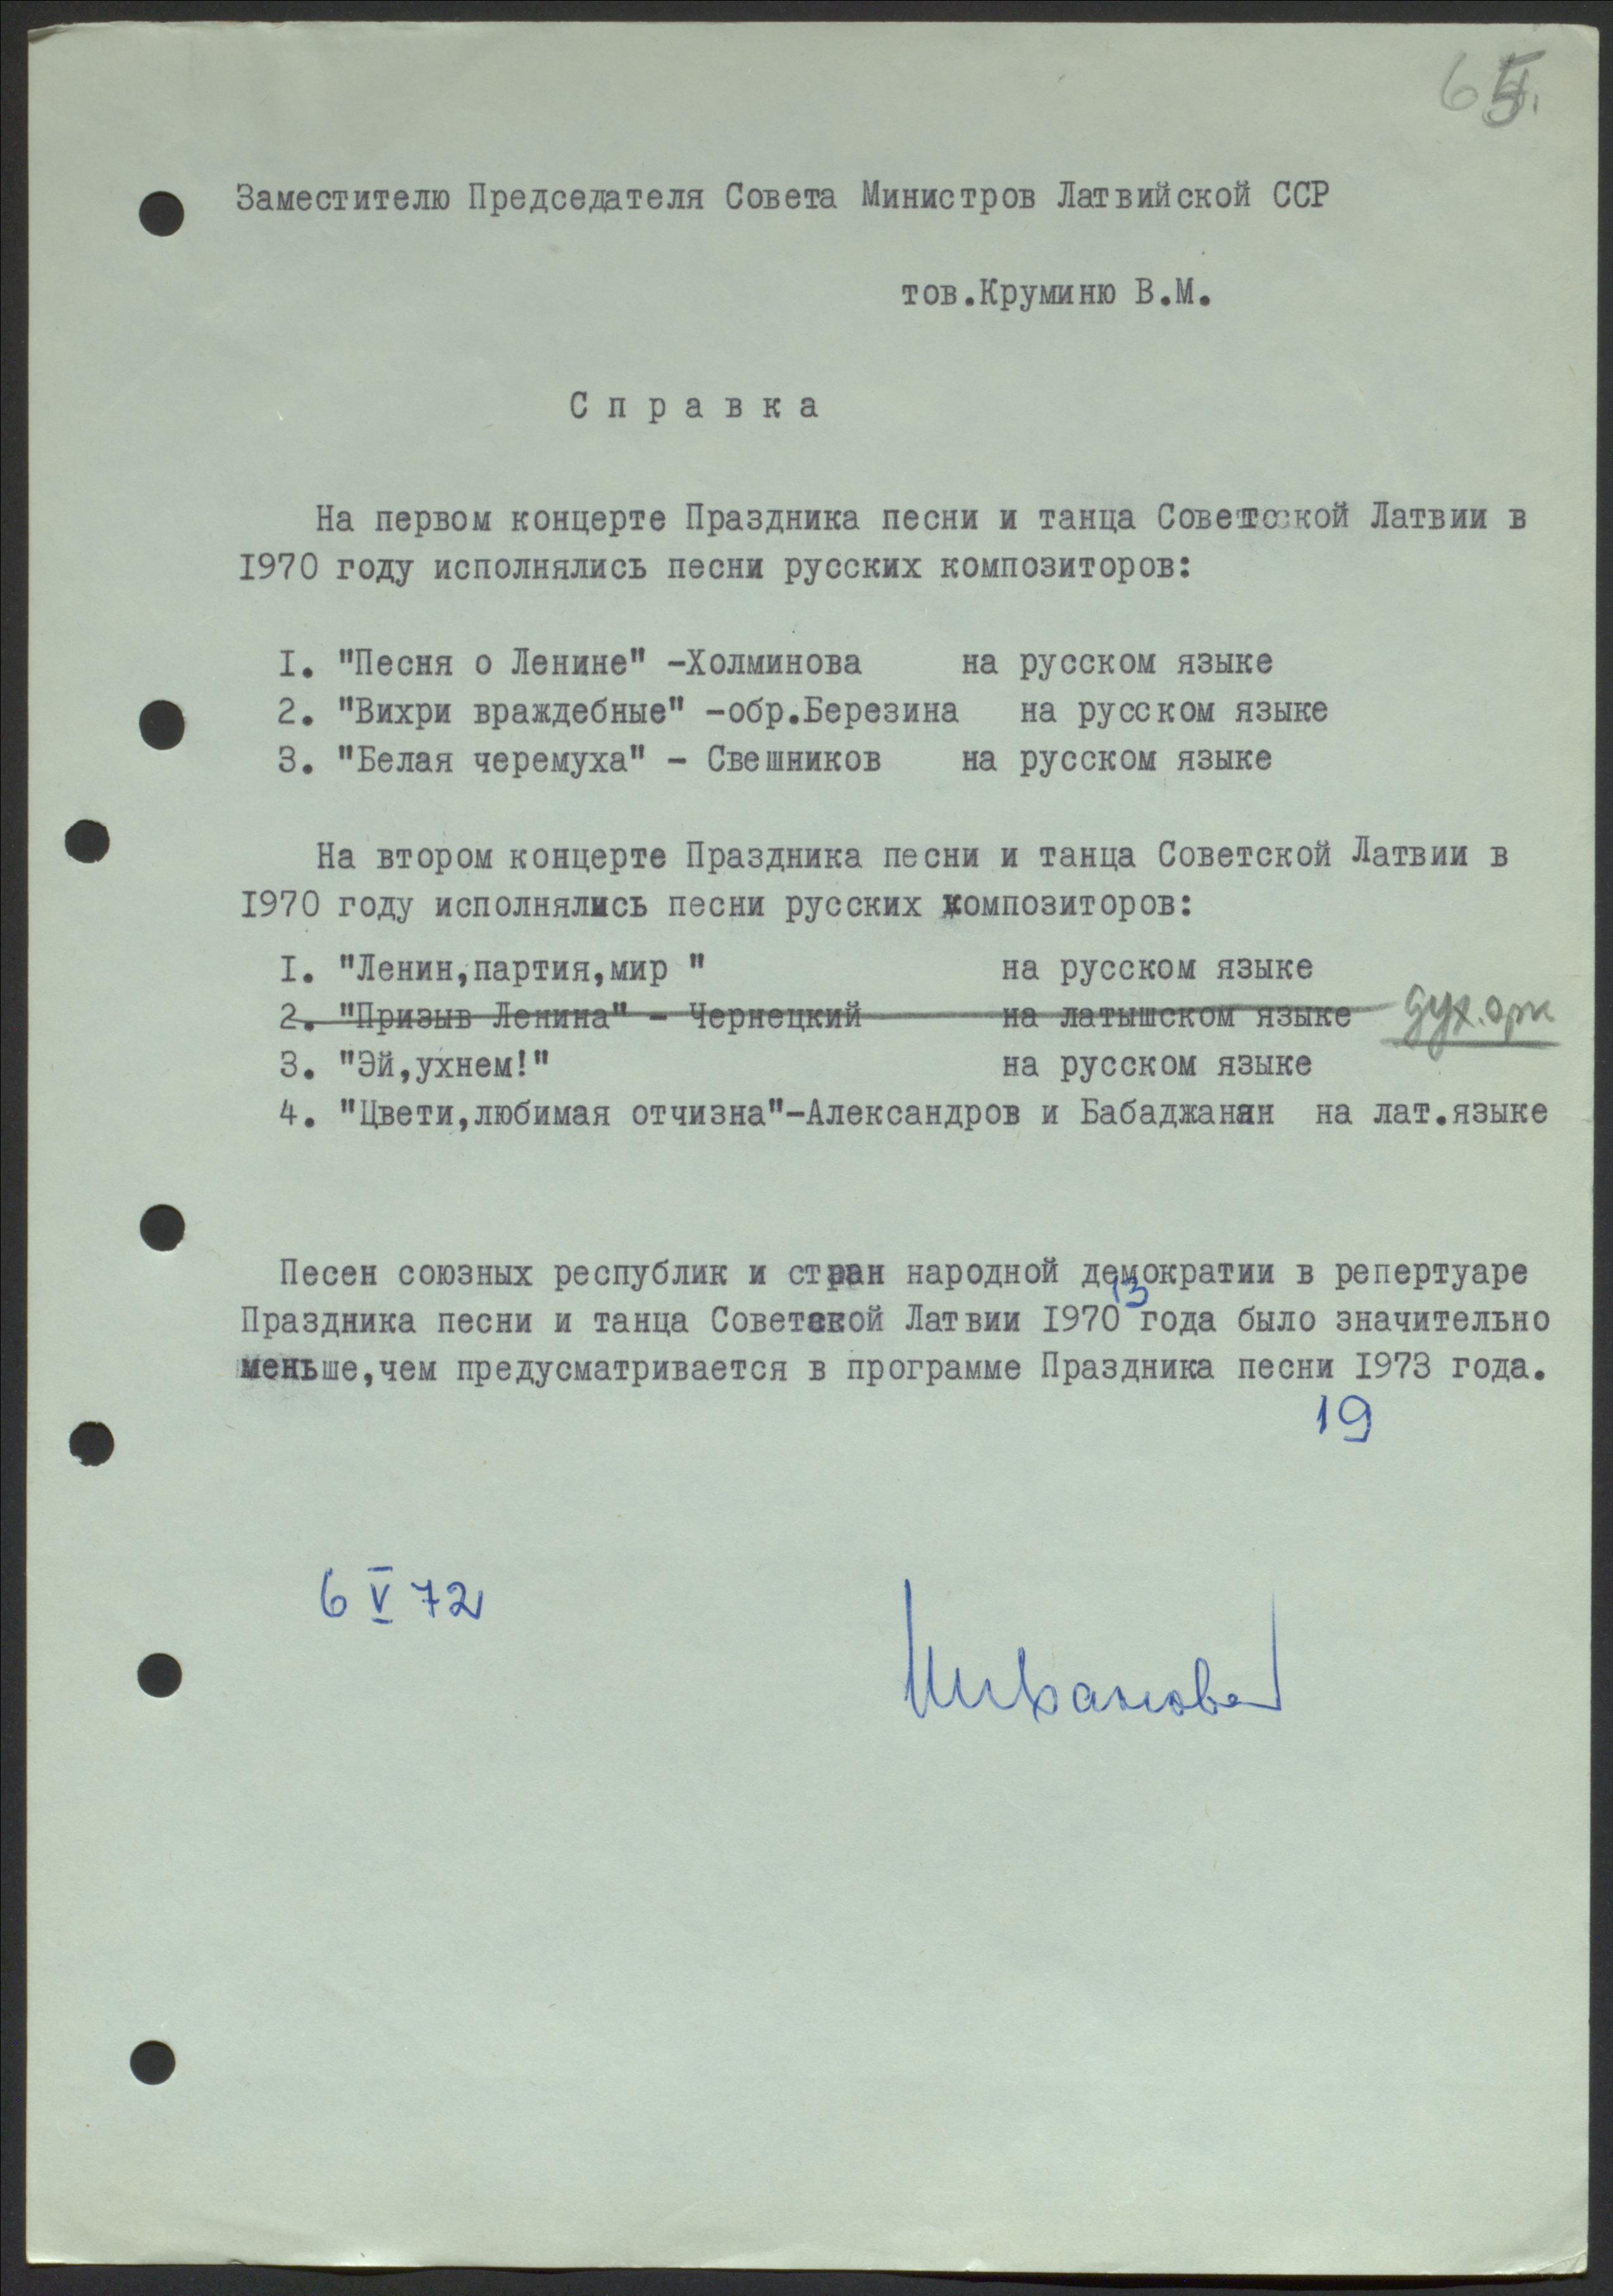 65.
Заместителю Председателя Совета Министров Латвийской ССР
тов.Круминю В.М.
С п р а в к а
На первом концерте Праздника песни и танца Советской Латвии в
1970 году исполнялись песни русских композиторов:
I. "Песня о Ленине" -Холминова на русском языке
2. "Вихри враждебные" -обр.Березина на русском языке
3. "Белая черемуха" - Свешников на русском языке
На втором концерте Праздника песни и танца Советской Латвии в
1970 году исполнялись песни русских композиторов:
I. "Ленин,партия,мир " на русском языке
2. "Призыв Ленина" - Чернецкий на латышском языке дух.орк
3. "Эй,ухнем!" на русском языке
4. "Цвети,любимая отчизна"-Александров и Бабаджанян на лат.языке
Песен союзных республик и стран народной демократии в репертуаре
13
Праздника песни и танца Советской Латвии 1970 года было значительно
меньше,чем предусматривается в программе Праздника песни 1973 года.
19
6 V 72